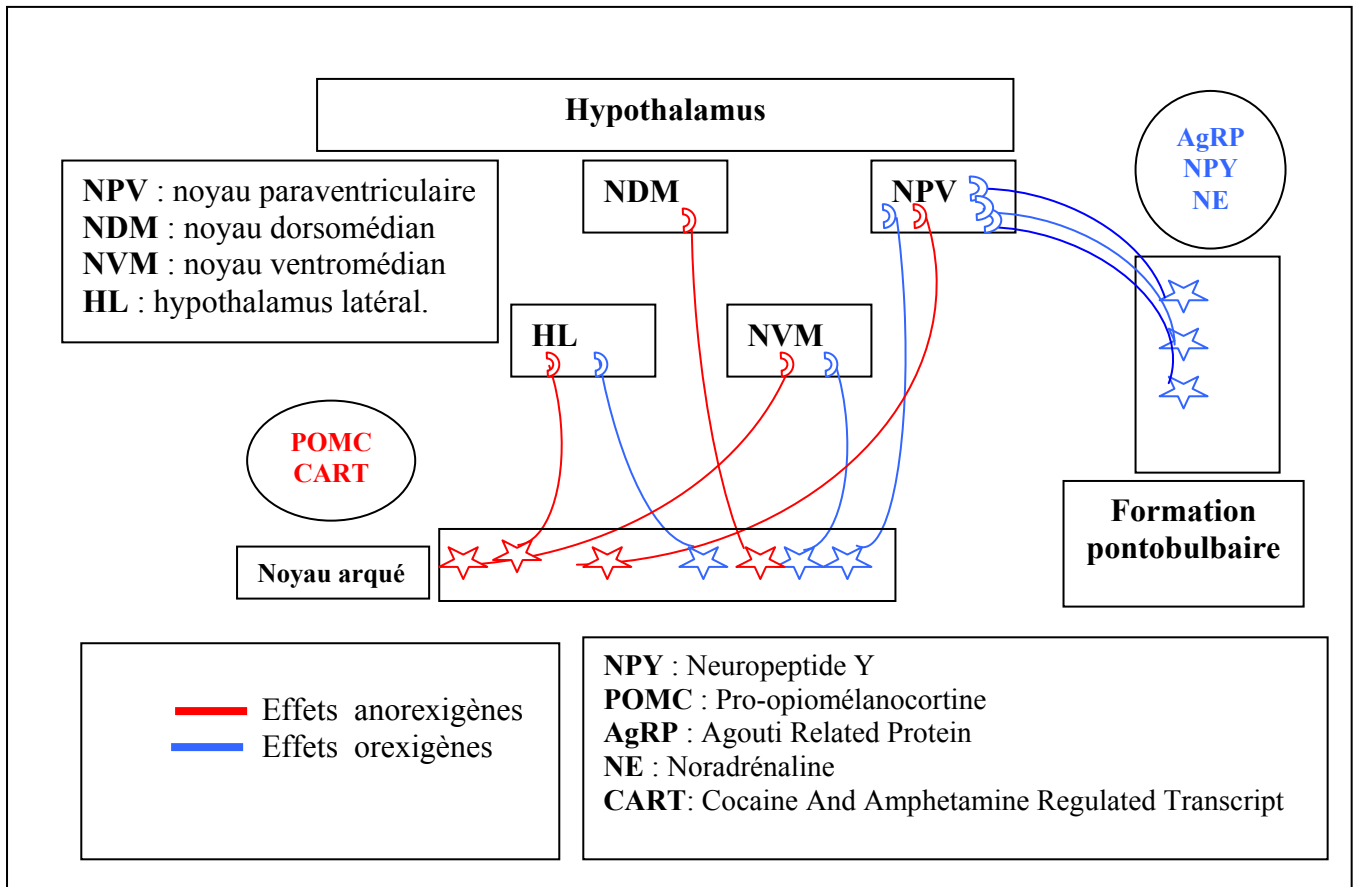 Hypothalamus
AgRP
NPY
NE
NPV : noyau paraventriculaire
NDM : noyau dorsomédian
NVM : noyau ventromédian
HL : hypothalamus latéral.
NDM
NPV
HL
NVM
POMC
CART
Formation
pontobulbaire
Noyau arqué
Effets anorexigènes
Effets orexigènes
NPY : Neuropeptide Y
POMC : Pro-opiomélanocortine
AgRP : Agouti Related Protein
NE : Noradrénaline
CART: Cocaine And Amphetamine Regulated Transcript